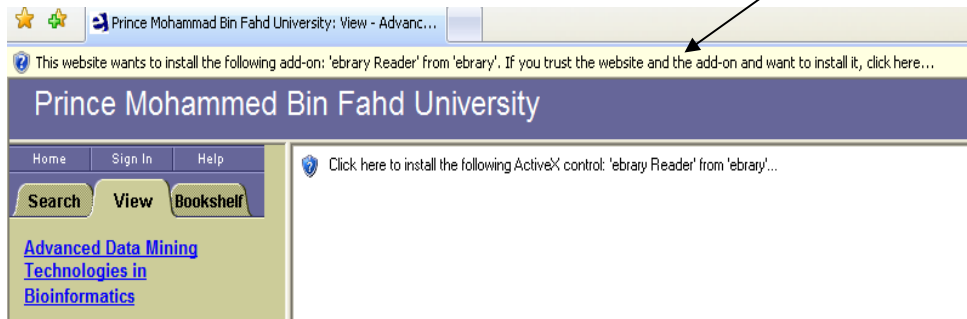 Prince Mohammad Bin Fahd University: View - Advanc...
This website wants to install the following add-on: 'ebrary Reader' from 'ebrary'. If you trust the website and the add-on and want to install it, click here...
Prince Mohammed Bin Fahd University
Home Sign In Help
Search View Bookshelf
Click here to install the following ActiveX control: 'ebrary Reader' from 'ebrary'...
Advanced Data Mining
Technologies in
Bioinformatics